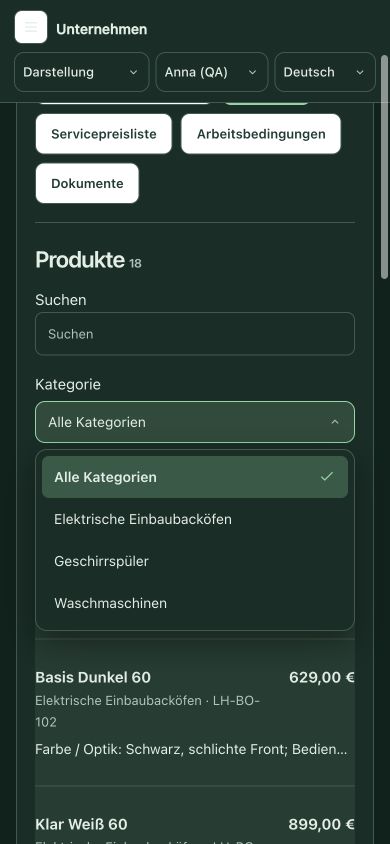 Unternehmen
Darstellung
Anna (QA)
Deutsch
Servicepreisliste
Arbeitsbedingungen
Dokumente
Produkte 18
Suchen
Suchen
Kategorie
Alle Kategorien
Alle Kategorien
Elektrische Einbaubacköfen
Geschirrspüler
Waschmaschinen
Basis Dunkel 60
629,00 €
Elektrische Einbaubacköfen · LH-BO-
102
Farbe / Optik: Schwarz, schlichte Front; Bedien...
Klar Weiß 60
899,00 €